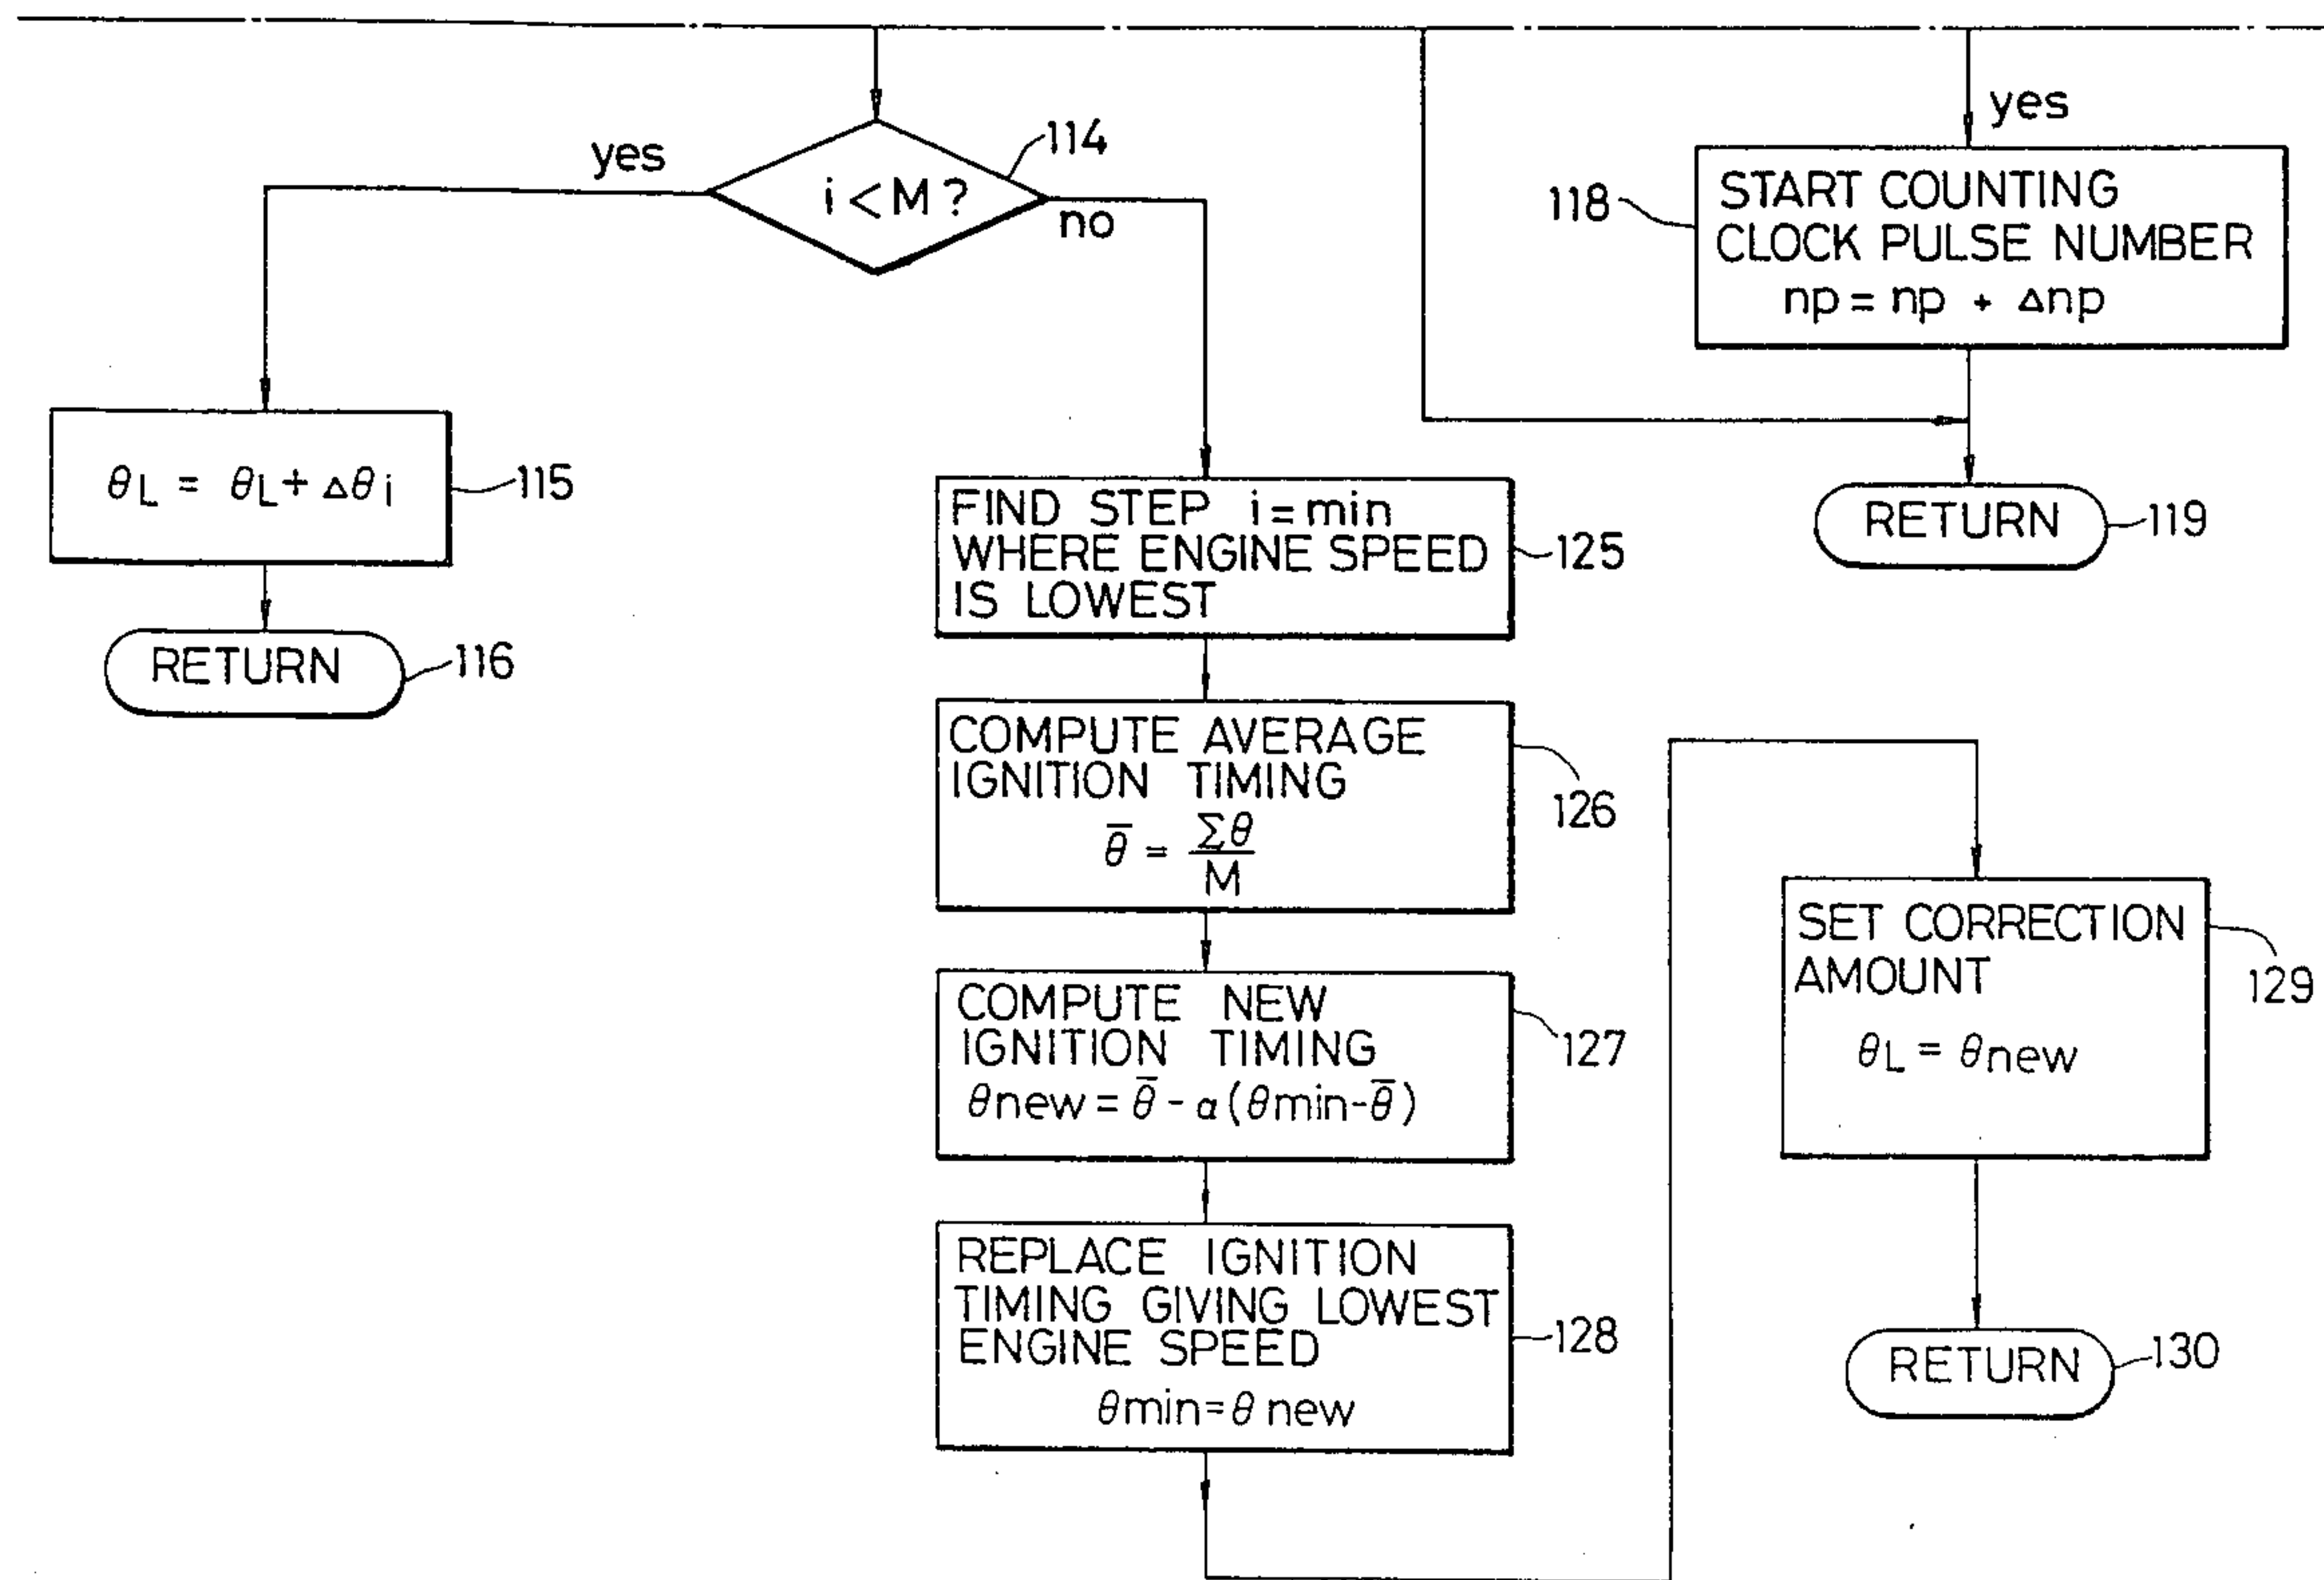 yes
i < M ?
114
no
θL = θL + Δθi
115
RETURN
116
yes
118
START COUNTING
CLOCK PULSE NUMBER
np = np + Δnp
RETURN
119
FIND STEP i = min
WHERE ENGINE SPEED
IS LOWEST
125
COMPUTE AVERAGE
IGNITION TIMING
θ̄ = Σθ / M
126
COMPUTE NEW
IGNITION TIMING
θnew = θ̄ - α(θmin-θ̄)
127
REPLACE IGNITION
TIMING GIVING LOWEST
ENGINE SPEED
θmin = θnew
128
SET CORRECTION
AMOUNT
θL = θnew
129
RETURN
130